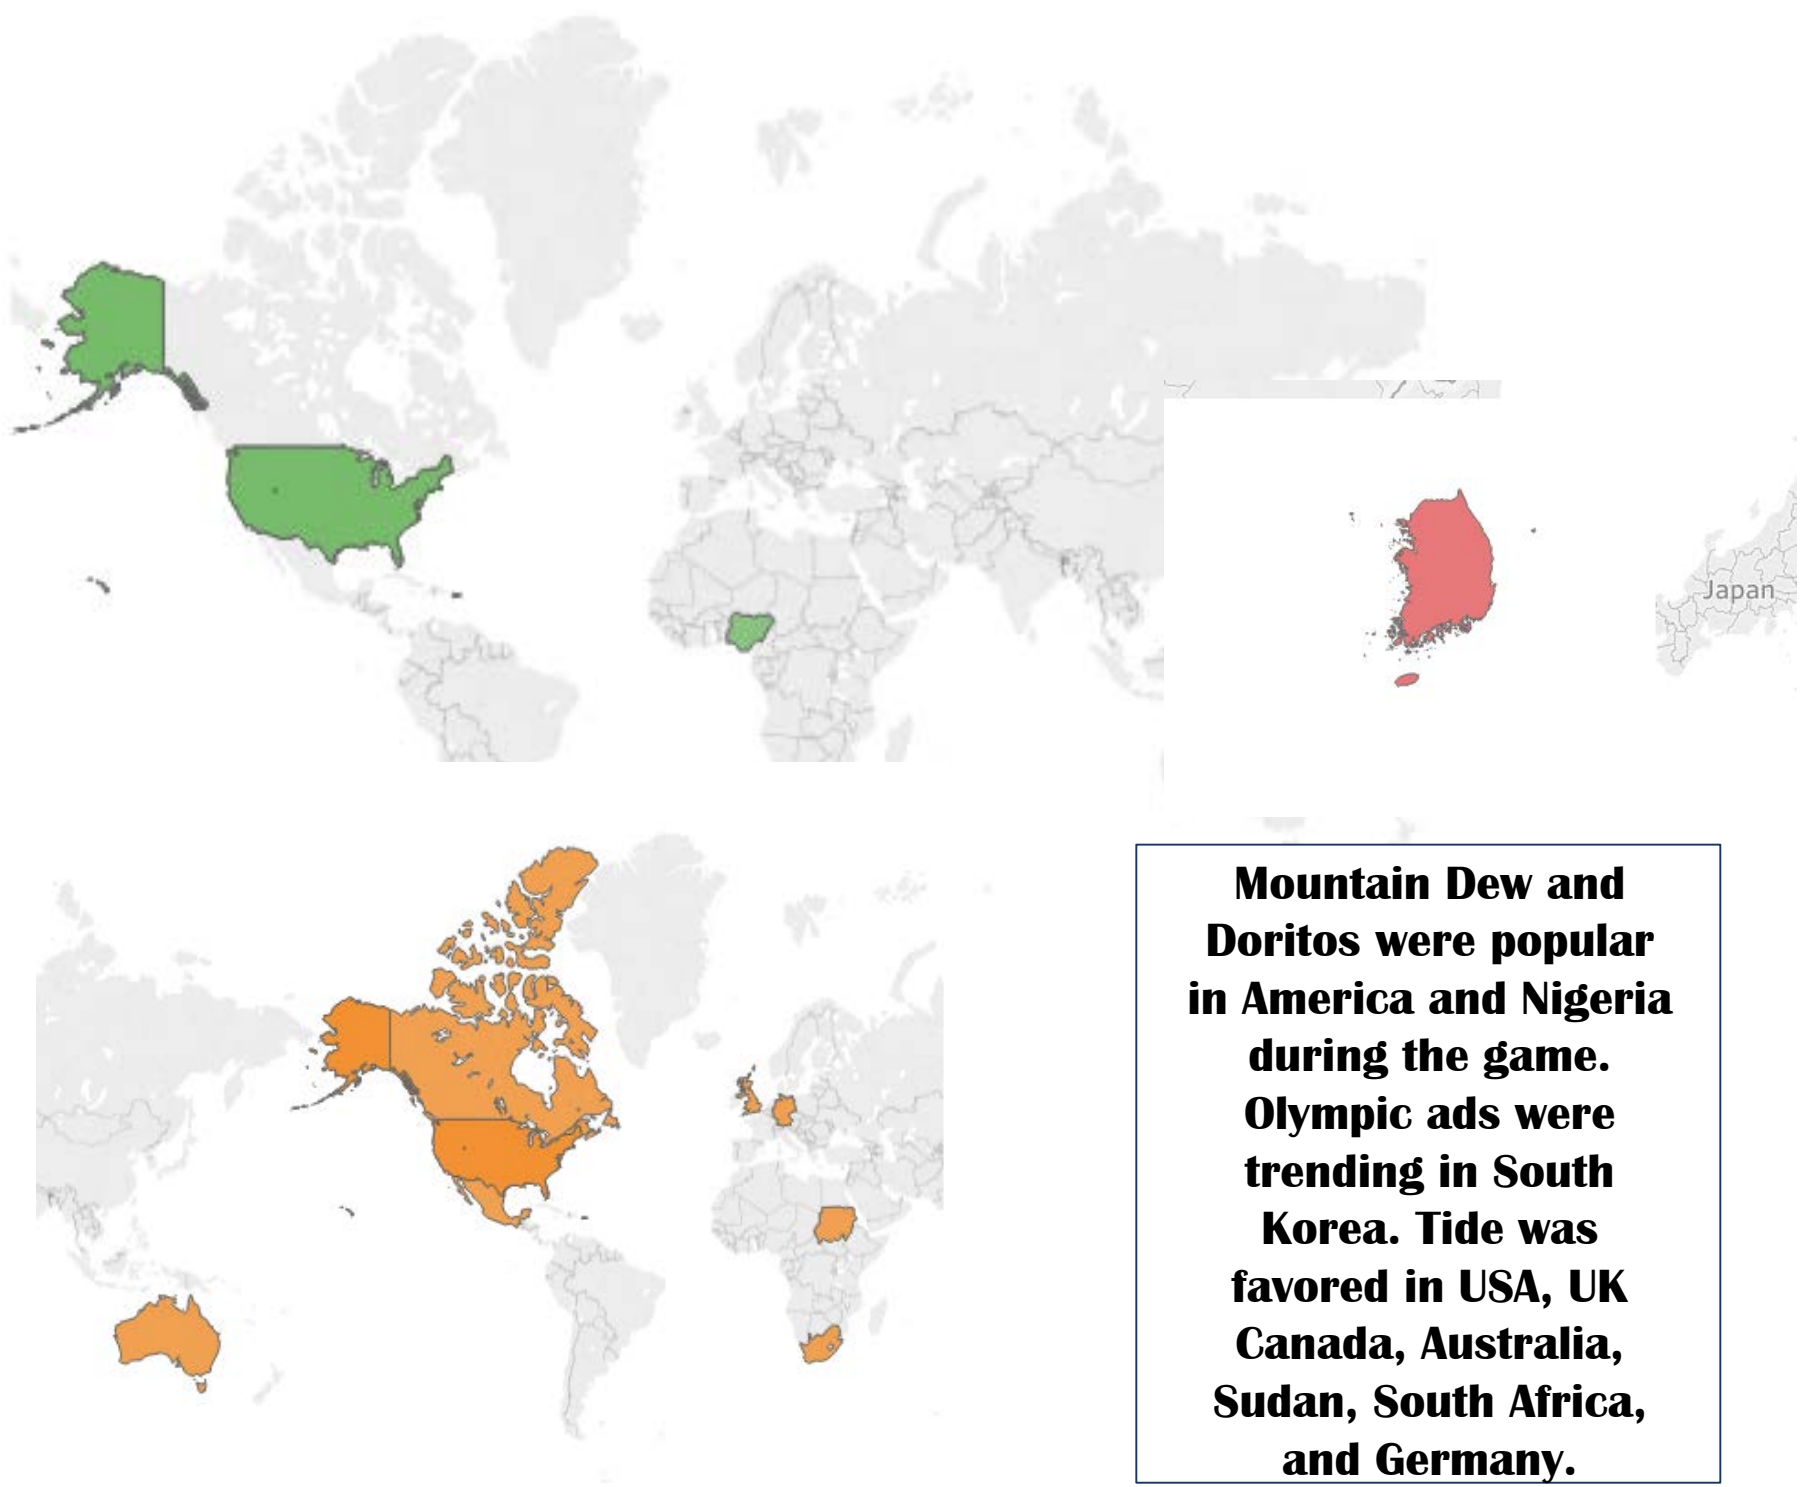 Japan
Mountain Dew and
Doritos were popular
in America and Nigeria
during the game.
Olympic ads were
trending in South
Korea. Tide was
favored in USA, UK
Canada, Australia,
Sudan, South Africa,
and Germany.